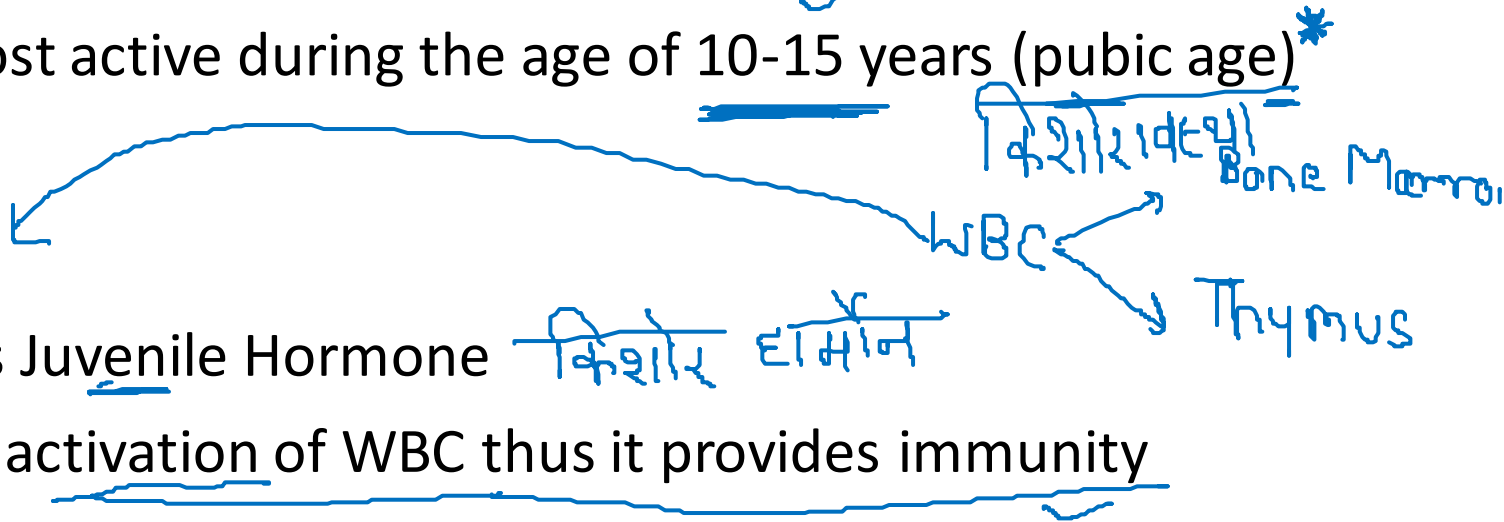 ost active during the age of 10-15 years (pubic age)*
किशोरावस्था
Bone Marro
WBC
Thymus
s Juvenile Hormone किशोर हार्मोन
activation of WBC thus it provides immunity